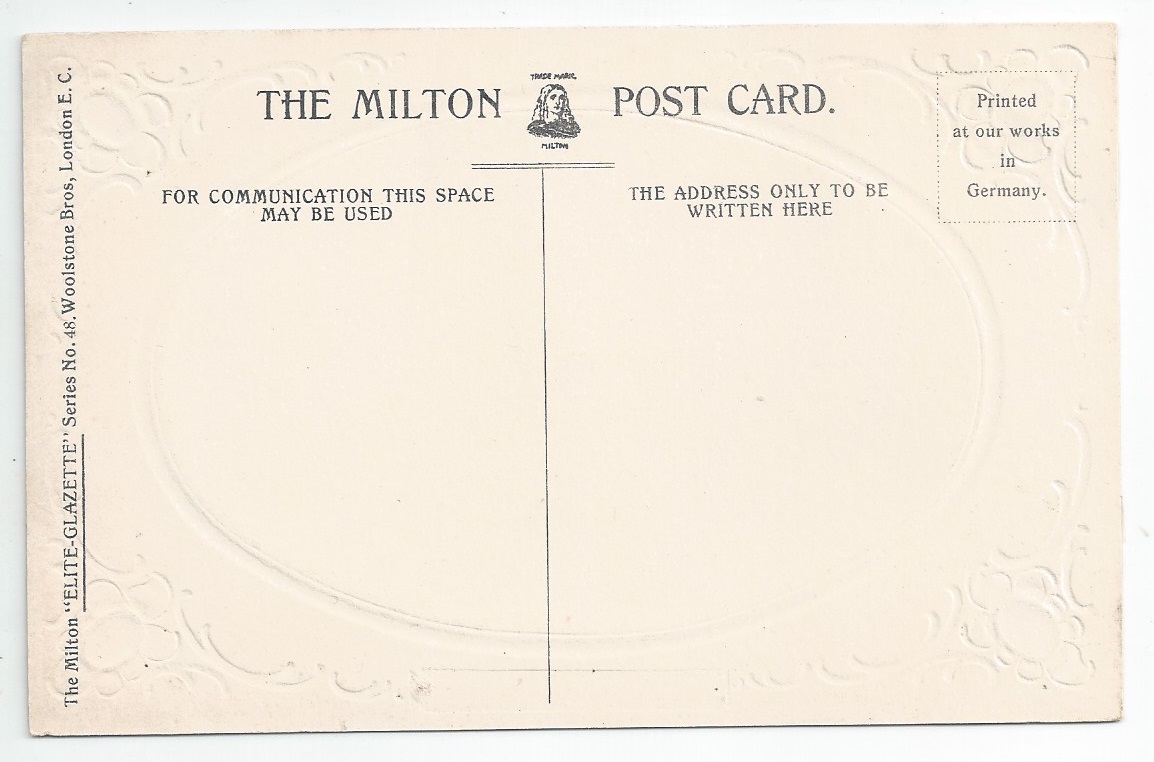 THE MILTON POST CARD.
TRADE MARK.
MILTON
Printed
at our works
in
Germany.
FOR COMMUNICATION THIS SPACE
MAY BE USED
THE ADDRESS ONLY TO BE
WRITTEN HERE
The Milton "ELITE-GLAZETTE" Series No. 48. Woolstone Bros, London E. C.